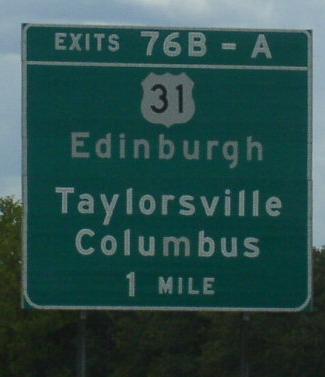 EXITS 76B - A
31
Edinburgh
Taylorsville
Columbus
1 MILE